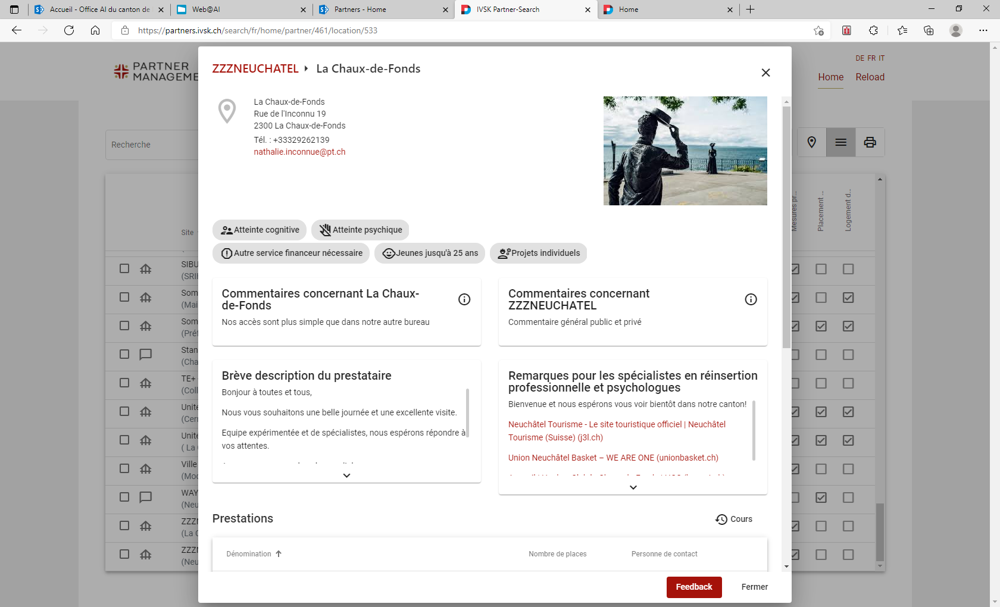 Accueil - Office AI du canton de
Web@AI
Partners - Home
IVSK Partner-Search
Home
https://partners.ivsk.ch/search/fr/home/partner/461/location/533
PARTNER
MANAGEME
DE FR IT
Home
Reload
Recherche
ZZZNEUCHATEL
La Chaux-de-Fonds
La Chaux-de-Fonds
Rue de l'Inconnu 19
2300 La Chaux-de-Fonds
Tél. : +33329262139
nathalie.inconnue@pt.ch
Atteinte cognitive
Atteinte psychique
Autre service financeur nécessaire
Jeunes jusqu'à 25 ans
Projets individuels
Commentaires concernant La Chaux-
de-Fonds
Nos accès sont plus simple que dans notre autre bureau
Commentaires concernant
ZZZNEUCHATEL
Commentaire général public et privé
Brève description du prestataire
Bonjour à toutes et tous,
Nous vous souhaitons une belle journée et une excellente visite.
Equipe expérimentée et de spécialistes, nous espérons répondre à
vos attentes.
Remarques pour les spécialistes en réinsertion
professionnelle et psychologues
Bienvenue et nous espérons vous voir bientôt dans notre canton!
Neuchâtel Tourisme - Le site touristique officiel | Neuchâtel
Tourisme (Suisse) (j3l.ch)
Union Neuchâtel Basket – WE ARE ONE (unionbasket.ch)
Prestations
Cours
Dénomination
Nombre de places
Personne de contact
Feedback
Fermer
Site
SIBU
(SRII
Som
(Mai
Som
(Préf
Stan
(Cha
TE+
(Coll
Unit
(Cerr
Unité
( La C
Ville
(Moc
WAY
(Neu
ZZZI
(La C
ZZZI
(Neu
Mesures pr...
Placement ...
Logement d...